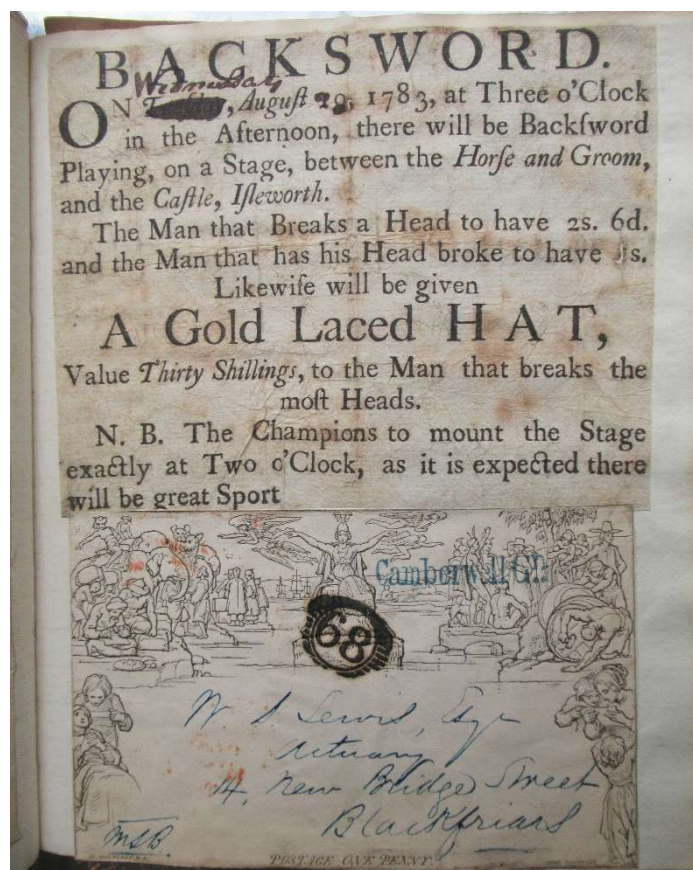 BACKSWORD.
Wednesday
ON Tuesday, Auguſt 20, 1783, at Three o'Clock
in the Afternoon, there will be Backſword
Playing, on a Stage, between the Horſe and Groom,
and the Caſtle, Iſleworth.
The Man that Breaks a Head to have 2s. 6d.
and the Man that has his Head broke to have 1s.
Likewiſe will be given
A Gold Laced HAT,
Value Thirty Shillings, to the Man that breaks the
moſt Heads.
N. B. The Champions to mount the Stage
exactly at Two o'Clock, as it is expected there
will be great Sport
Camberwell Gn
68
W S Lewis, Esqr
Actuary
4, New Bridge Street
Blackfriars
POSTAGE ONE PENNY.